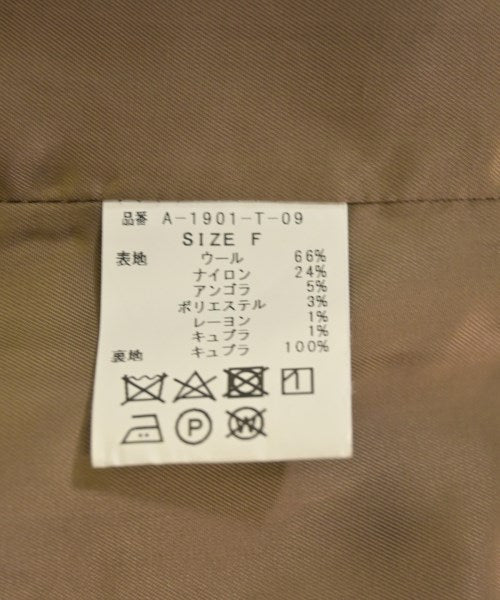 品番 A-1901-T-09
SIZE F
表地 ウール 66%
ナイロン 24%
アンゴラ 5%
ポリエステル 3%
レーヨン 1%
キュプラ 1%
裏地 キュプラ 100%
P W